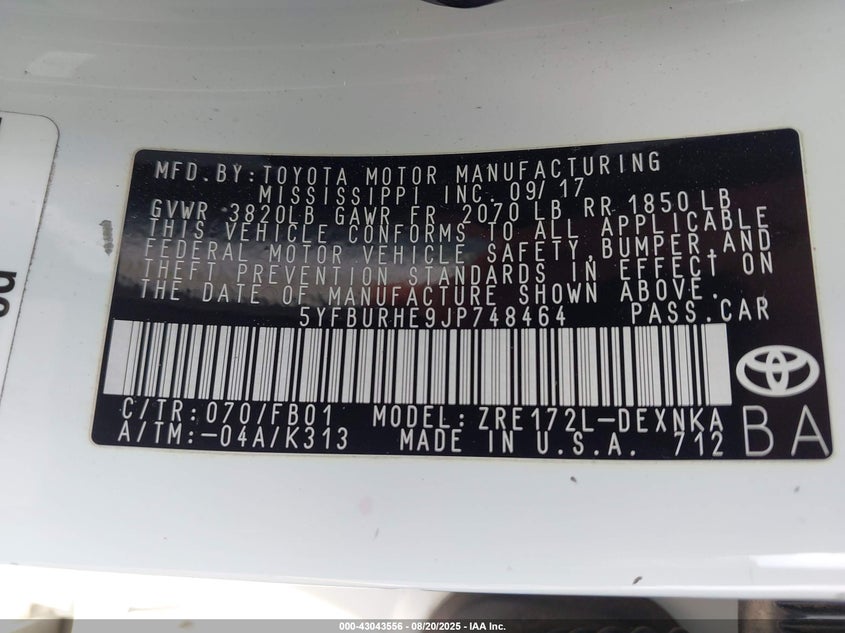 MFD.BY:TOYOTA MOTOR MANUFACTURING
MISSISSIPPI INC. 09/17
GVWR 3820LB GAWR FR 2070 LB RR 1850 LB
THIS VEHICLE CONFORMS TO ALL APPLICABLE
FEDERAL MOTOR VEHICLE SAFETY,BUMPER,AND
THEFT PREVENTION STANDARDS IN EFFECT ON
THE DATE OF MANUFACTURE SHOWN ABOVE.
5YFBURHE9JP748464 PASS.CAR
C/TR:070/FB01 MODEL:ZRE172L-DEXNKA
A/TM:-04A/K313 MADE IN U.S.A. 712
BA
000-43043556 - 08/20/2025 - IAA Inc.